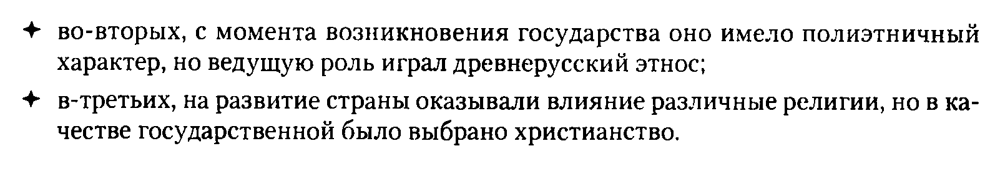 ✦ во-вторых, с момента возникновения государства оно имело полиэтничный
характер, но ведущую роль играл древнерусский этнос;
✦ в-третьих, на развитие страны оказывали влияние различные религии, но в ка-
честве государственной было выбрано христианство.